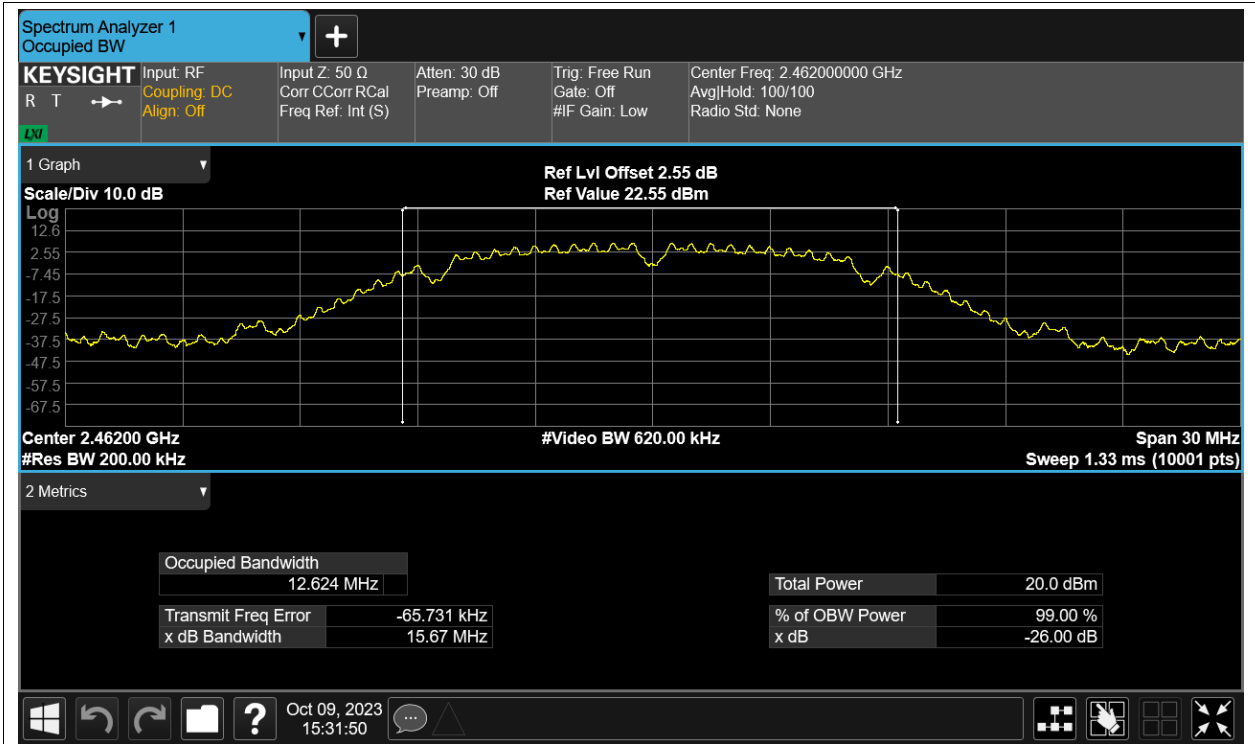 Spectrum Analyzer 1
Occupied BW
KEYSIGHT
R T
LXI
Input: RF
Coupling: DC
Align: Off
Input Z: 50 Ω
Corr CCorr RCal
Freq Ref: Int (S)
Atten: 30 dB
Preamp: Off
Trig: Free Run
Gate: Off
#IF Gain: Low
Center Freq: 2.462000000 GHz
Avg|Hold: 100/100
Radio Std: None
1 Graph
Scale/Div 10.0 dB
Ref Lvl Offset 2.55 dB
Ref Value 22.55 dBm
Log
12.6
2.55
-7.45
-17.5
-27.5
-37.5
-47.5
-57.5
-67.5
Center 2.46200 GHz
#Res BW 200.00 kHz
#Video BW 620.00 kHz
Span 30 MHz
Sweep 1.33 ms (10001 pts)
2 Metrics
Occupied Bandwidth
12.624 MHz
Transmit Freq Error -65.731 kHz
x dB Bandwidth 15.67 MHz
Total Power 20.0 dBm
% of OBW Power 99.00 %
x dB -26.00 dB
?
Oct 09, 2023
15:31:50